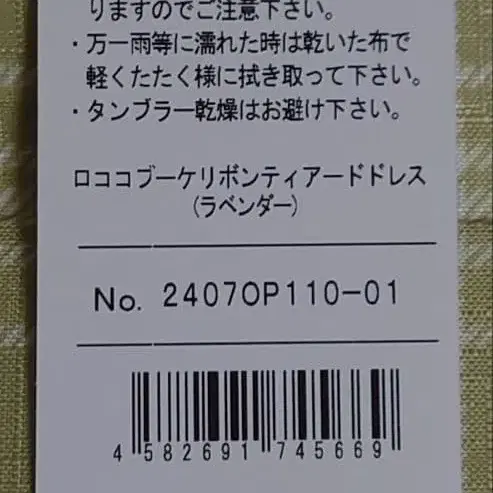 りますのでご注意下さい。
・万一雨等に濡れた時は乾いた布で
軽くたたく様に拭き取って下さい。
・タンブラー乾燥はお避け下さい。
ロココブーケリボンティアードドレス
(ラベンダー)
No. 2407OP110-01
4 582691 745669